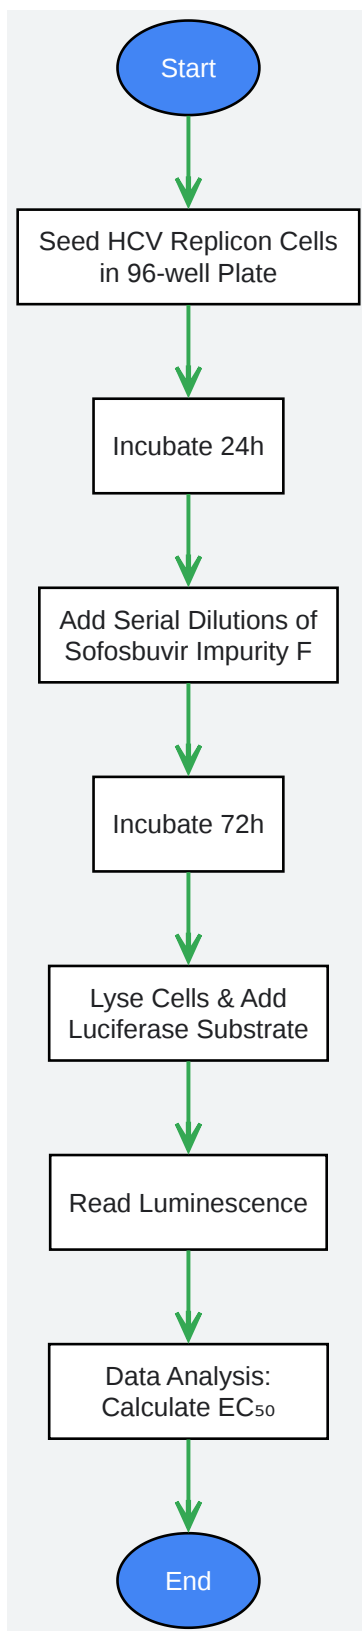 Start
Seed HCV Replicon Cells
in 96-well Plate
Incubate 24h
Add Serial Dilutions of
Sofosbuvir Impurity F
Incubate 72h
Lyse Cells & Add
Luciferase Substrate
Read Luminescence
Data Analysis:
Calculate EC₅₀
End